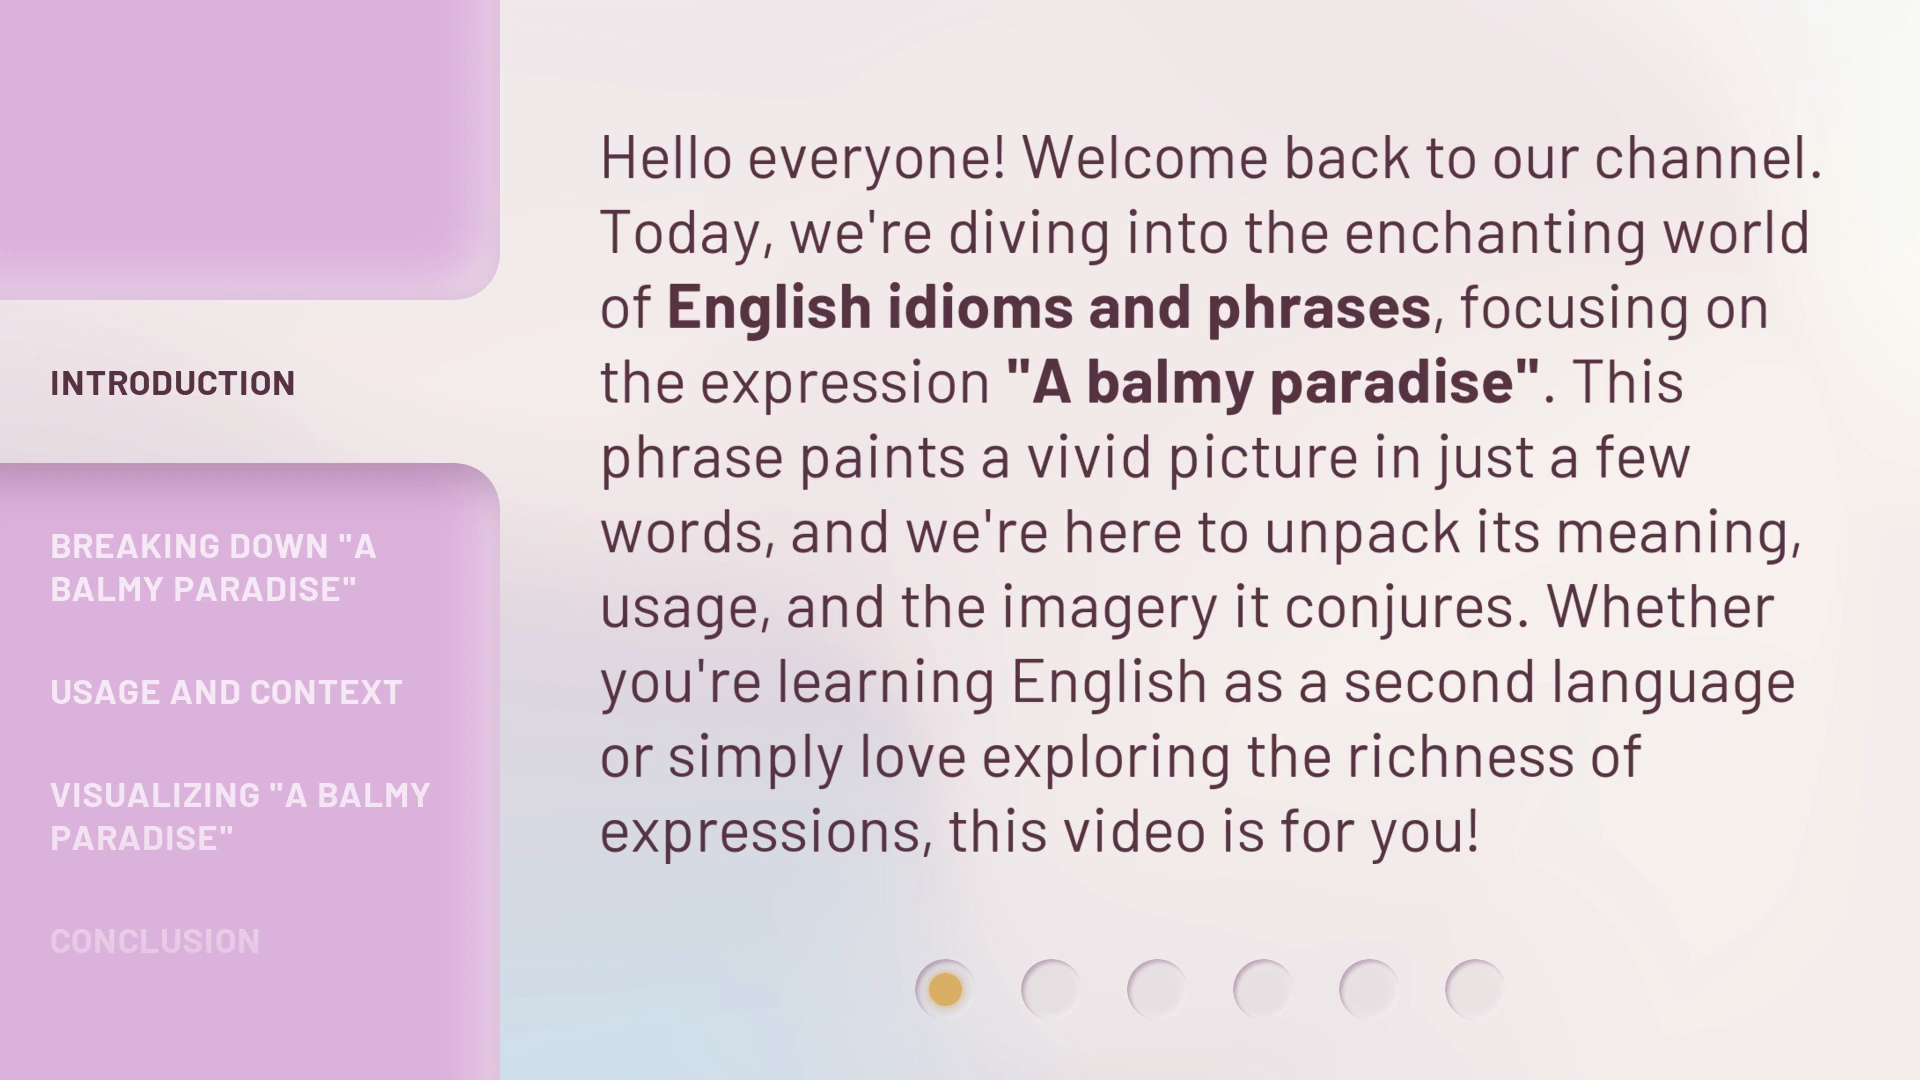 INTRODUCTION
BREAKING DOWN "A
BALMY PARADISE"
USAGE AND CONTEXT
VISUALIZING "A BALMY
PARADISE"
CONCLUSION
Hello everyone! Welcome back to our channel.
Today, we're diving into the enchanting world
of English idioms and phrases, focusing on
the expression "A balmy paradise". This
phrase paints a vivid picture in just a few
words, and we're here to unpack its meaning,
usage, and the imagery it conjures. Whether
you're learning English as a second language
or simply love exploring the richness of
expressions, this video is for you!